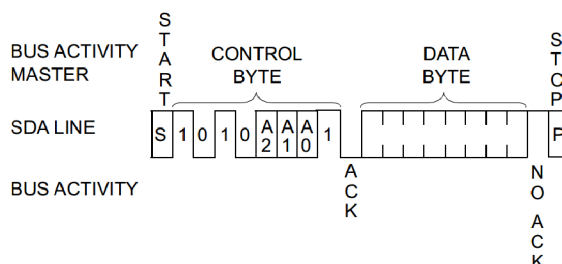 BUS ACTIVITY
MASTER
START
CONTROL
BYTE
DATA
BYTE
STOP
SDA LINE
S 1 0 1 0 A2 A1 A0 1
P
BUS ACTIVITY
ACK
NO ACK